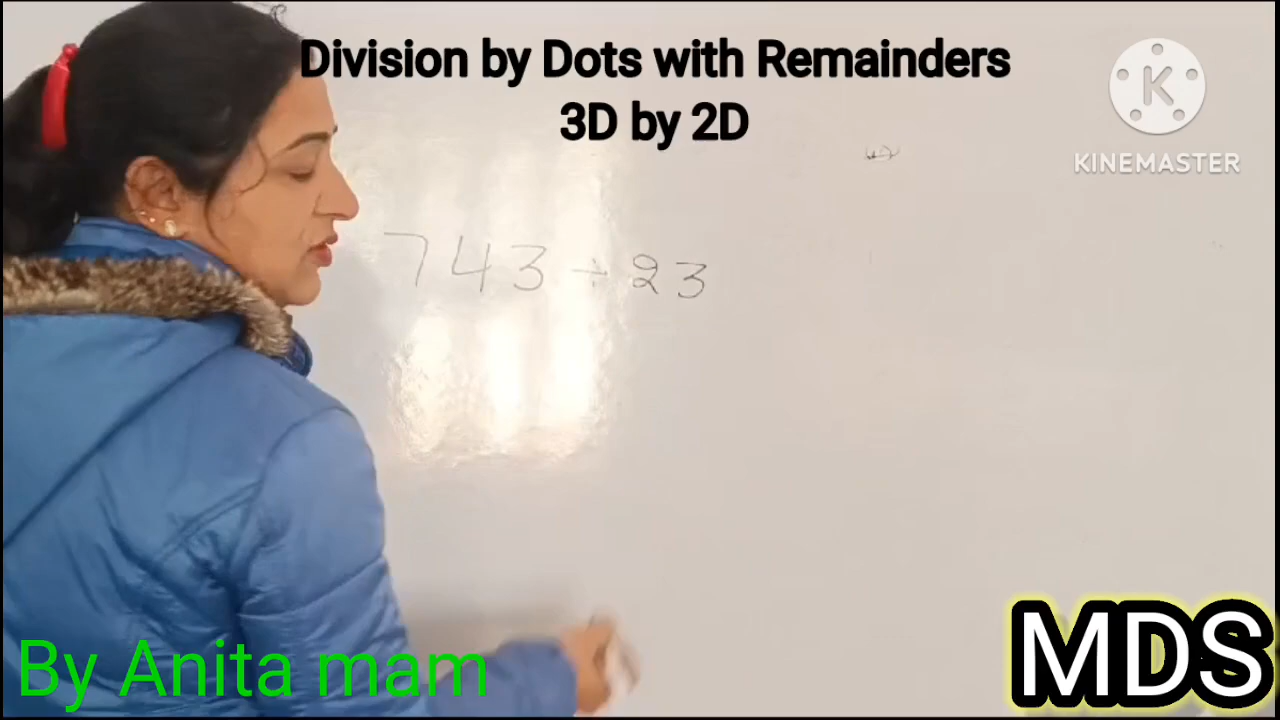 Division by Dots with Remainders
3D by 2D
K
KINEMASTER
743 ÷ 23
By Anita mam
MDS